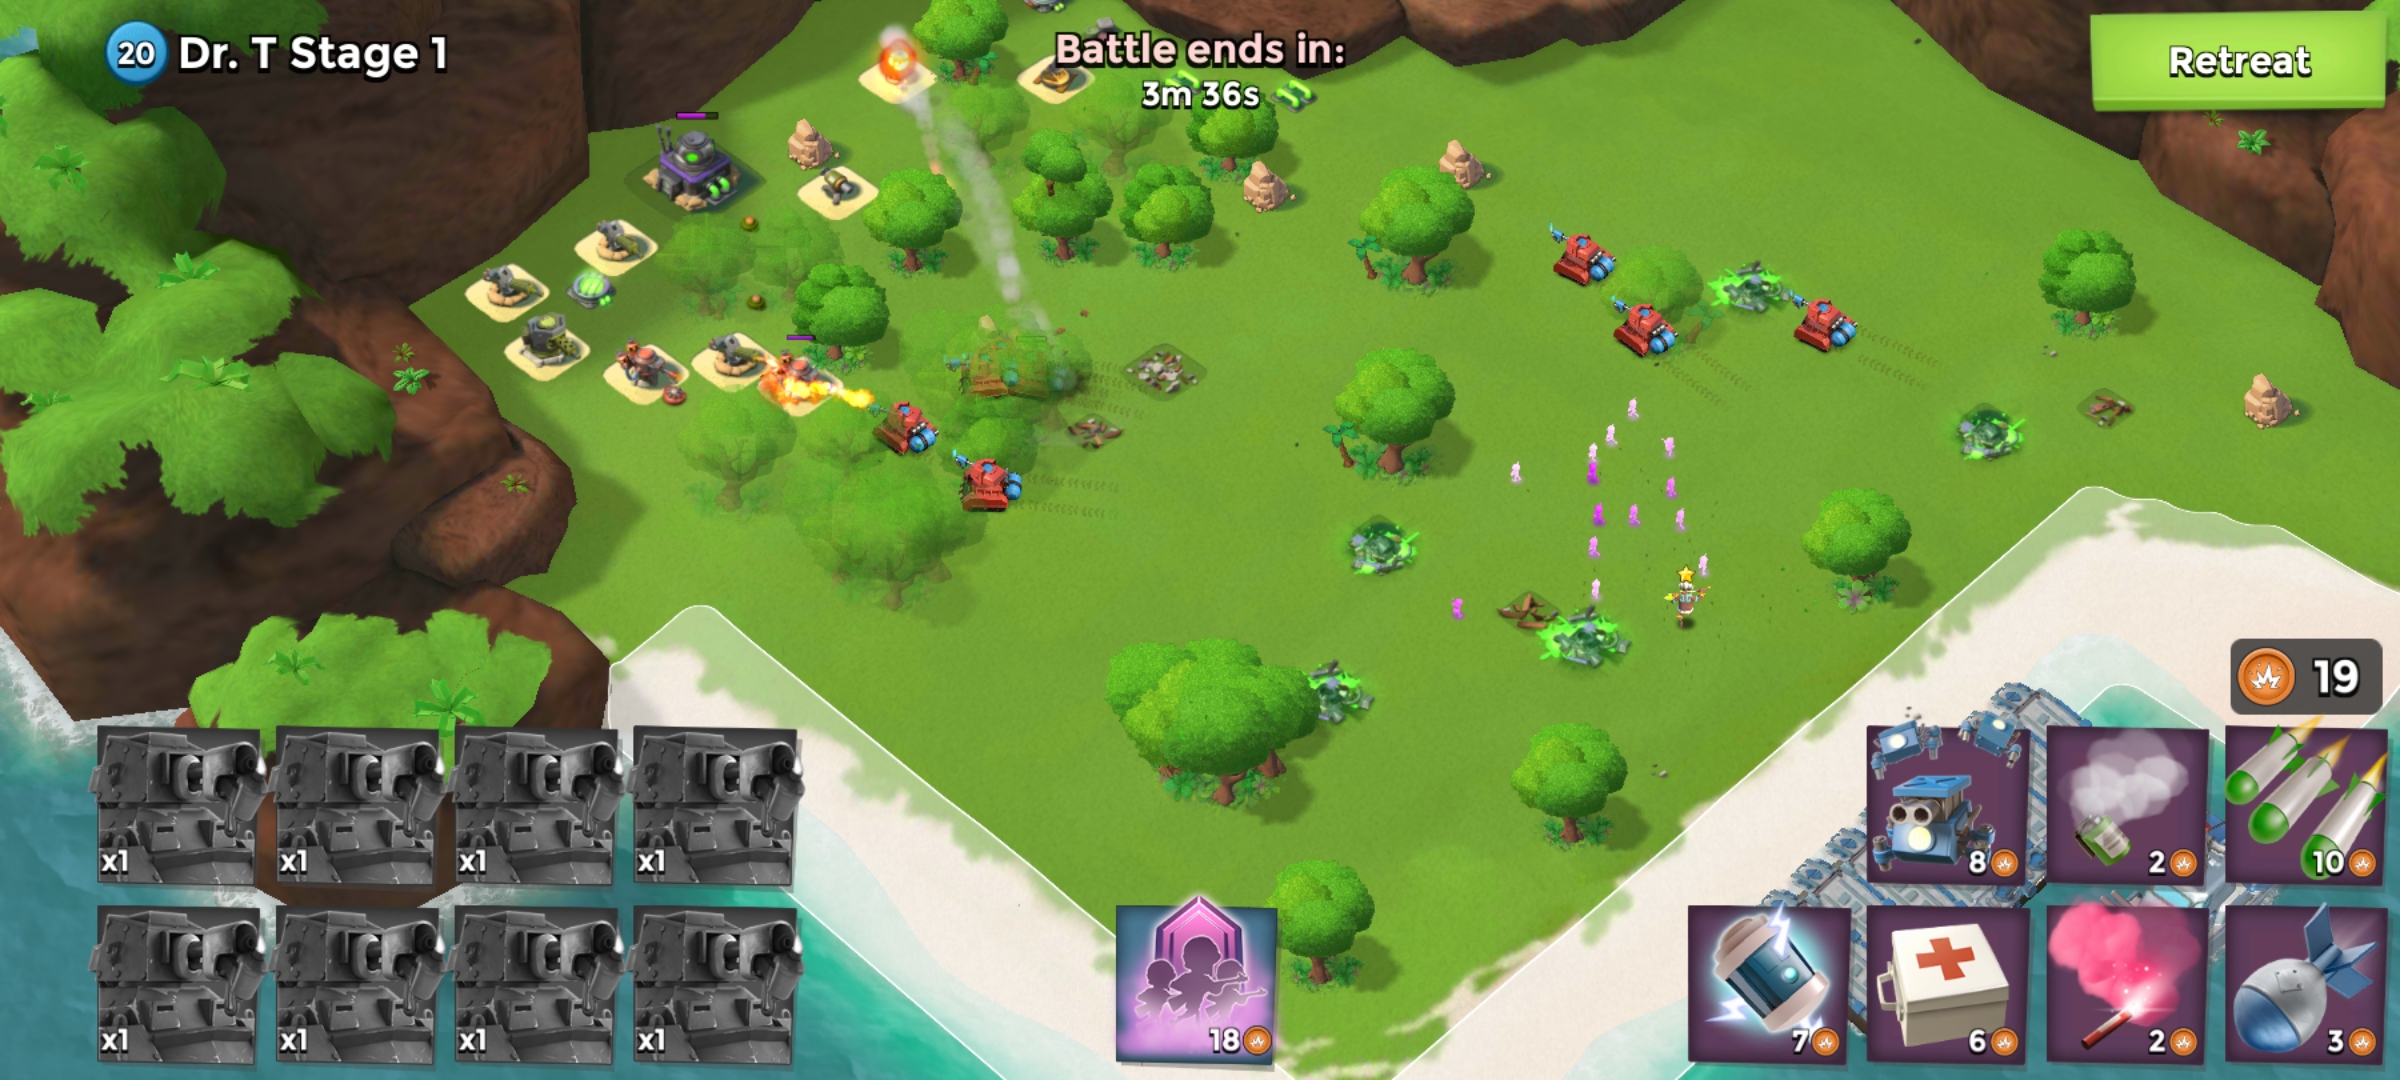 20 Dr. T Stage 1
Battle ends in:
3m 36s
Retreat
19
8 2 10
x1 x1 x1 x1
x1 x1 x1 x1
18
7 6 2 3